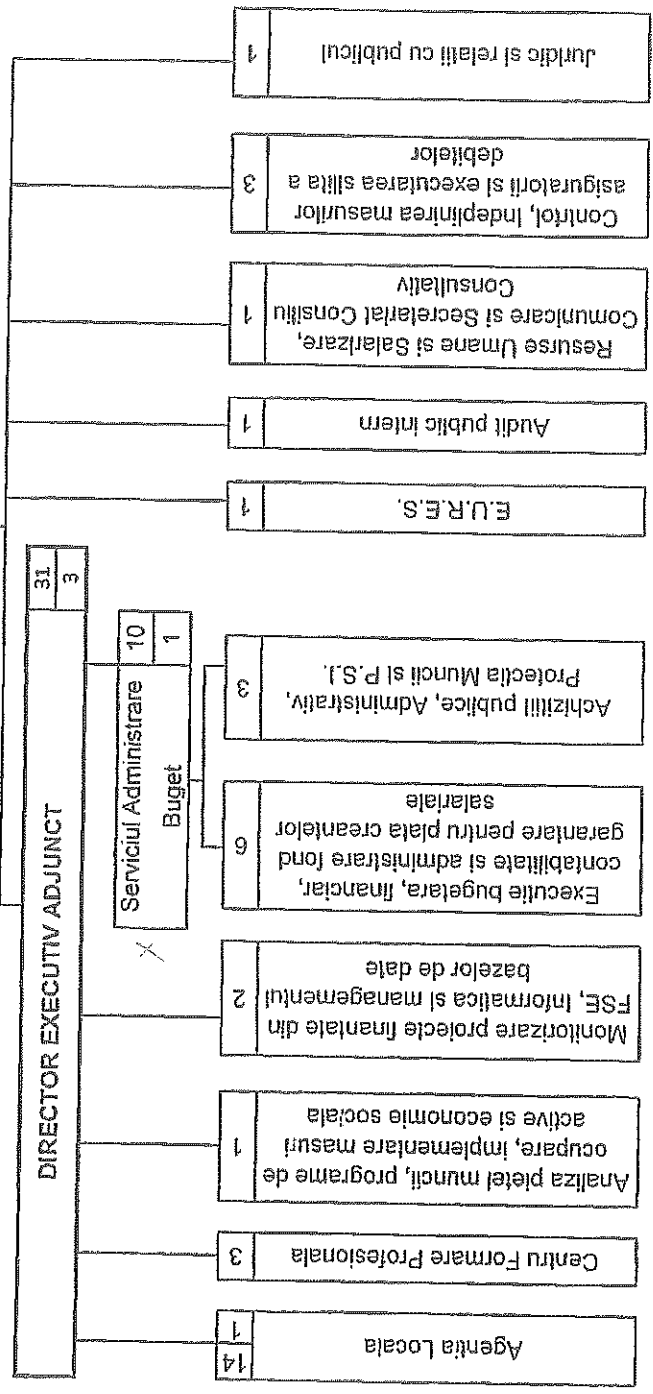 DIRECTOR EXECUTIV ADJUNCT
31
3
Serviciul Administrare
Buget
10
1
Agentia Locala
14
1
Centru Formare Profesionala
3
Analiza pietei muncii, programe de
ocupare, implementare masuri
active si economie sociala
1
Monitorizare proiecte finantate din
FSE, Informatica si managementul
bazelor de date
2
Executie bugetara, financiar,
contabilitate si administrare fond
garantare pentru plata creantelor
salariale
6
Achizitii publice, Administrativ,
Protectia Muncii si P.S.I.
3
E.U.R.E.S.
1
Audit public intern
1
Resurse Umane si Salarizare,
Comunicare si Secretariat Consiliu
Consultativ
1
Control, Indeplinirea masurilor
asiguratorii si executarea silita a
debitelor
3
Juridic si relatii cu publicul
1